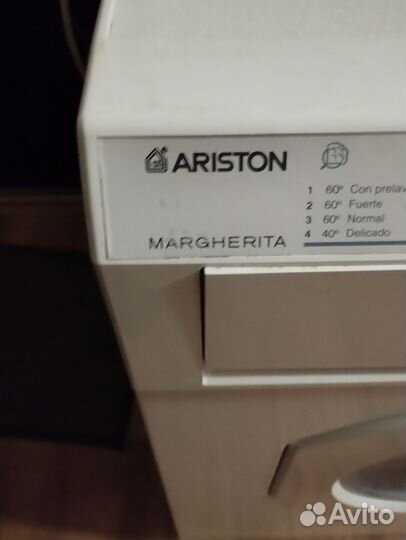 ARISTON
MARGHERITA
1 60° Con prelav
2 60° Fuerte
3 60° Normal
4 40° Delicado
Avito